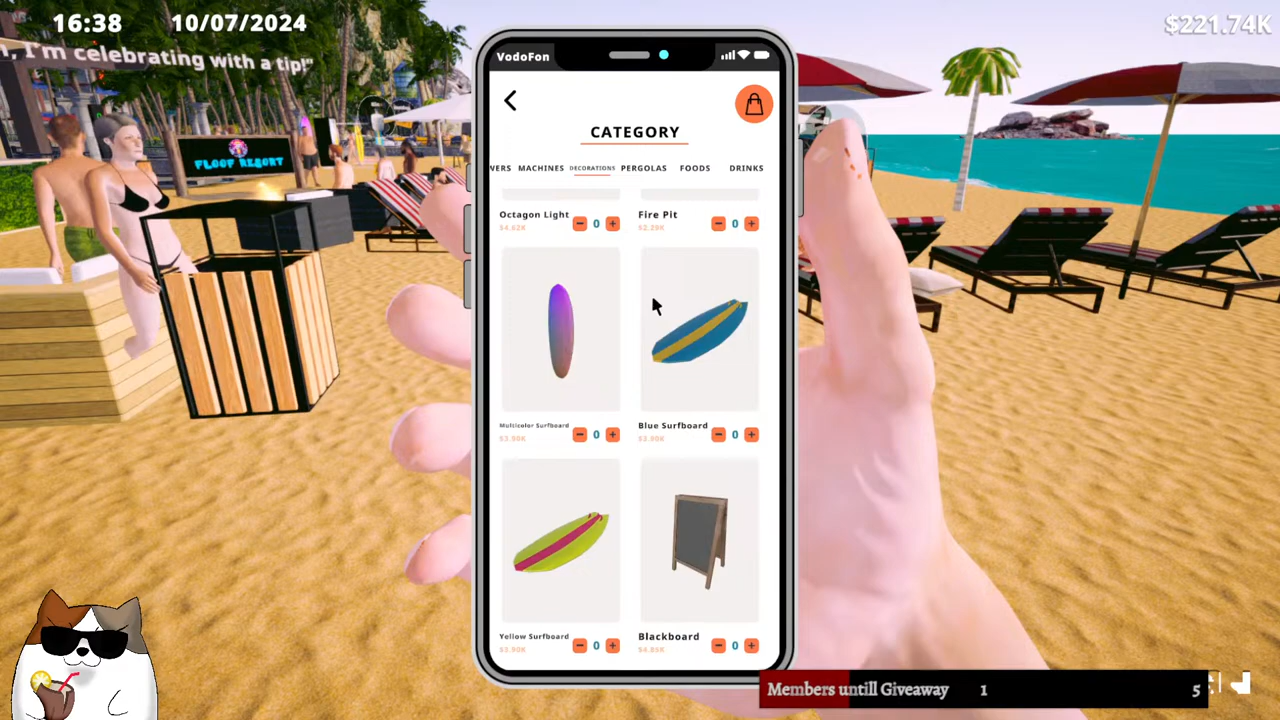 16:38 10/07/2024
$221.74K
, I'm celebrating with a tip!"
FLOOF RESORT
VodoFon
CATEGORY
VERS MACHINES DECORATIONS PERGOLAS FOODS DRINKS
Octagon Light
$4.62K
0
Fire Pit
$2.29K
0
Multicolor Surfboard
$3.90K
0
Blue Surfboard
$3.90K
0
Yellow Surfboard
$3.90K
0
Blackboard
$4.85K
0
Members untill Giveaway 1 5